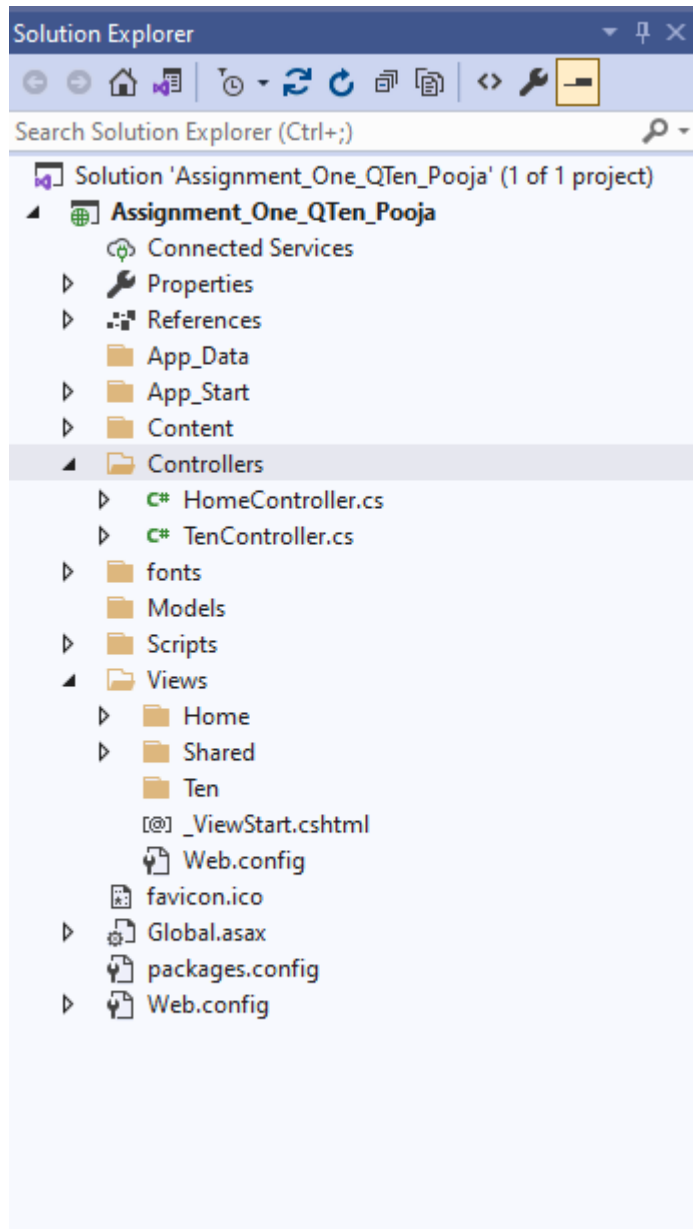 Solution Explorer
Search Solution Explorer (Ctrl+;)
Solution 'Assignment_One_QTen_Pooja' (1 of 1 project)
Assignment_One_QTen_Pooja
Connected Services
Properties
References
App_Data
App_Start
Content
Controllers
C# HomeController.cs
C# TenController.cs
fonts
Models
Scripts
Views
Home
Shared
Ten
[@] _ViewStart.cshtml
Web.config
favicon.ico
Global.asax
packages.config
Web.config